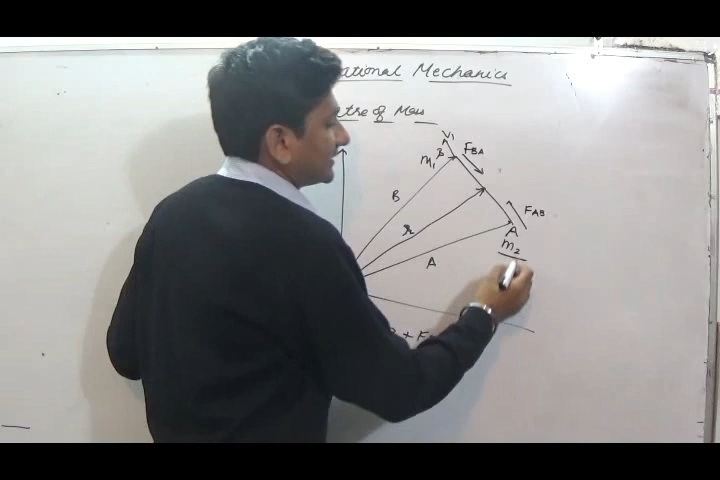 ational Mechanics
tre of Mass
V1
B
FBA
m1
B
r
FAB
A
m2
A
+ F